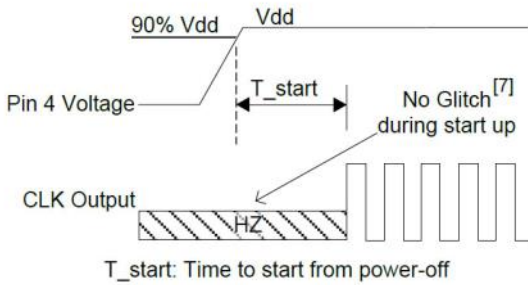 90% Vdd
Vdd
Pin 4 Voltage
T_start
No Glitch[7]
during start up
CLK Output
HZ
T_start: Time to start from power-off